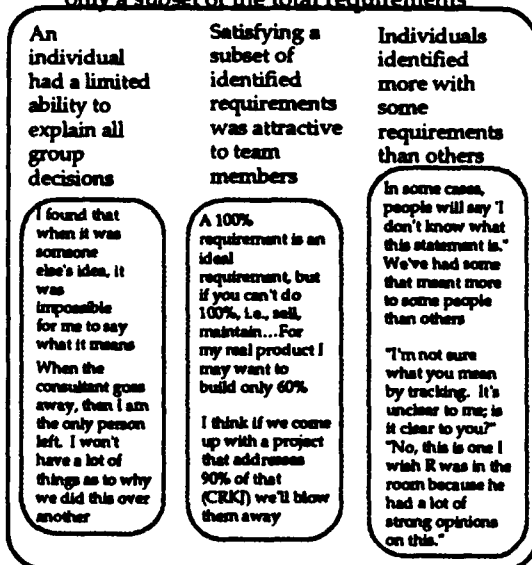 only a subset of the total requirements
An
individual
had a limited
ability to
explain all
group
decisions
I found that
when it was
someone
else's idea, it
was
impossible
for me to say
what it means
When the
consultant goes
away, then I am
the only person
left. I won't
have a lot of
things as to why
we did this over
another
Satisfying a
subset of
identified
requirements
was attractive
to team
members
A 100%
requirement is an
ideal
requirement, but
if you can't do
100%, i.e., sell,
maintain...For
my real product I
may want to
build only 60%
I think if we come
up with a project
that addresses
90% of that
(CRKJ) we'll blow
them away
Individuals
identified
more with
some
requirements
than others
In some cases,
people will say 'I
don't know what
this statement is."
We've had some
that meant more
to some people
than others
"I'm not sure
what you mean
by tracking. It's
unclear to me; is
it clear to you?"
"No, this is one I
wish R was in the
room because he
had a lot of
strong opinions
on this."